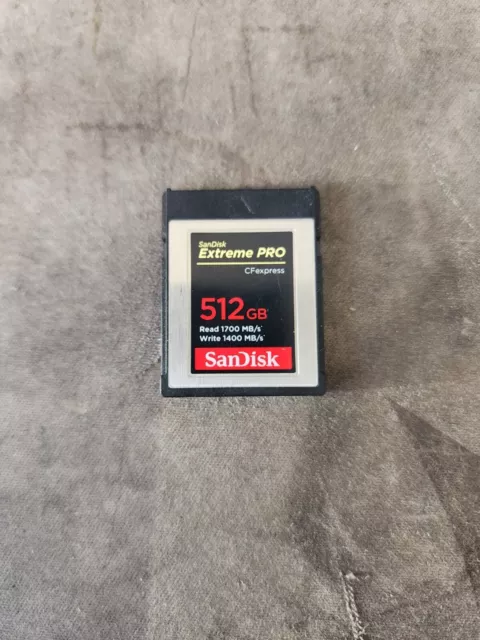 SanDisk
Extreme PRO
CFexpress
512 GB
Read 1700 MB/s
Write 1400 MB/s
SanDisk